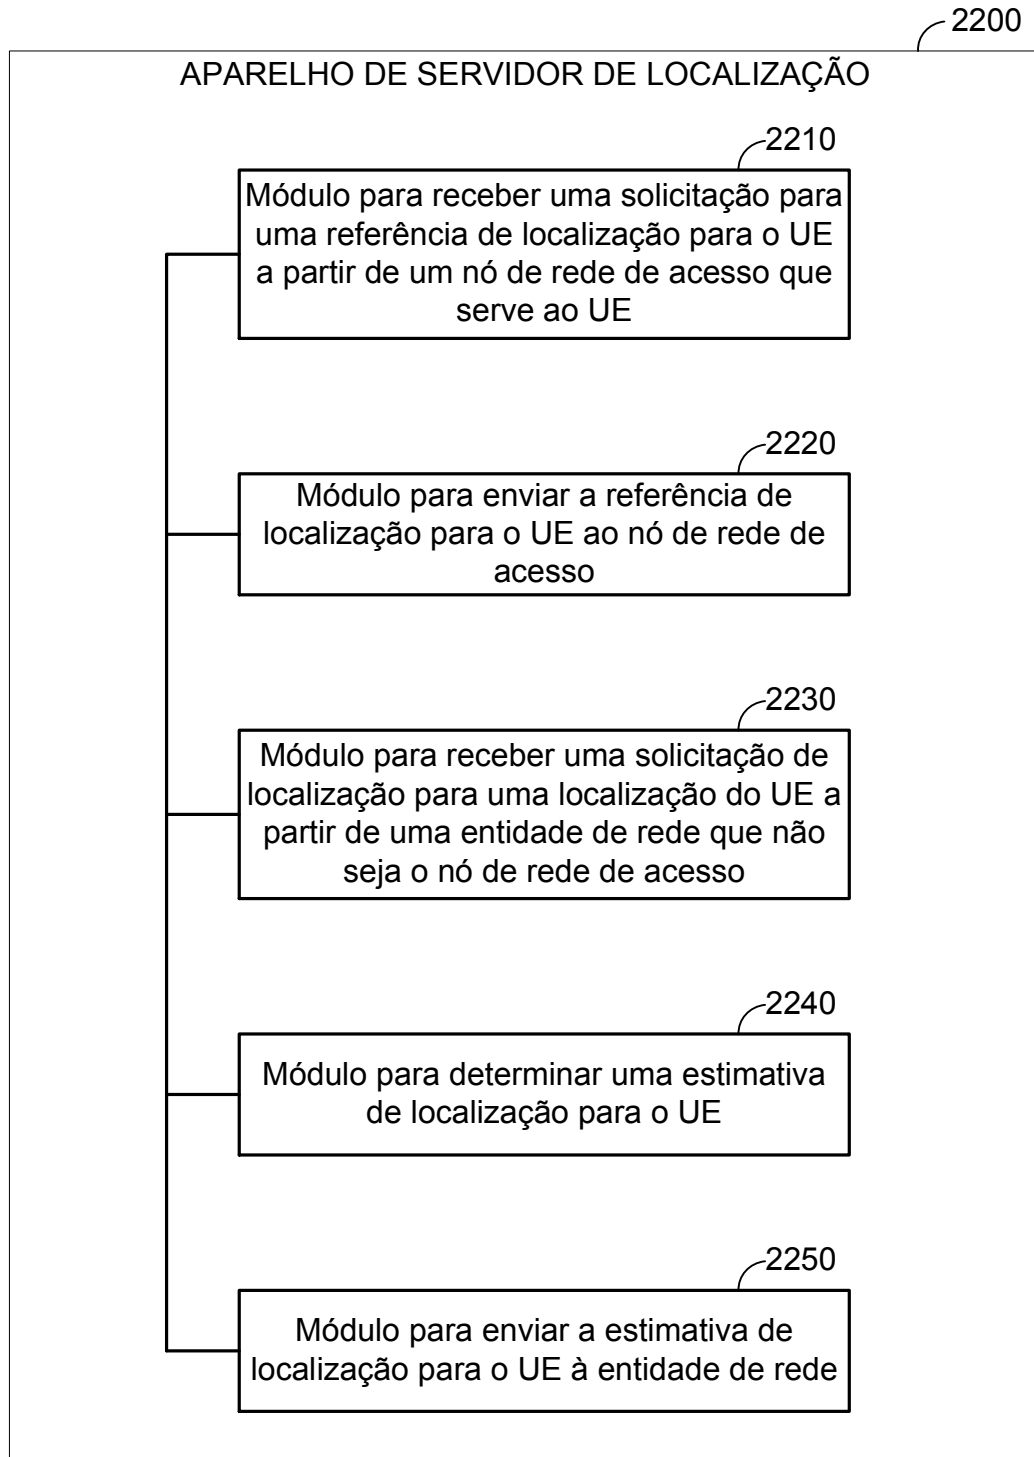 2200
APARELHO DE SERVIDOR DE LOCALIZAÇÃO
2210
Módulo para receber uma solicitação para
uma referência de localização para o UE
a partir de um nó de rede de acesso que
serve ao UE
2220
Módulo para enviar a referência de
localização para o UE ao nó de rede de
acesso
2230
Módulo para receber uma solicitação de
localização para uma localização do UE a
partir de uma entidade de rede que não
seja o nó de rede de acesso
2240
Módulo para determinar uma estimativa
de localização para o UE
2250
Módulo para enviar a estimativa de
localização para o UE à entidade de rede